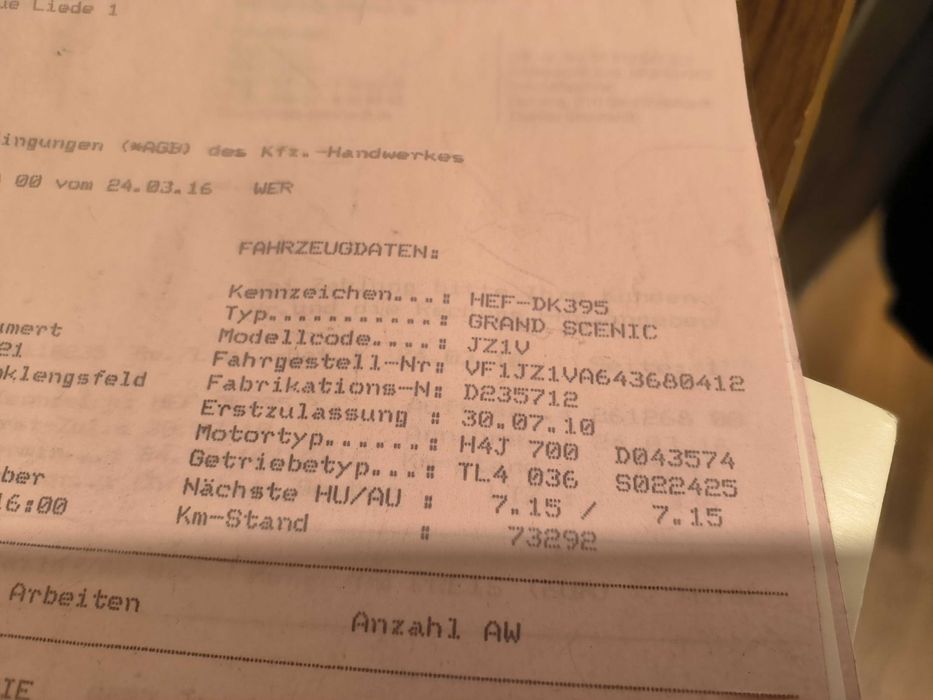 ue Liede 1
ingungen (*AGB) des Kfz.-Handwerkes
00 vom 24.03.16 WER
FAHRZEUGDATEN:
Kennzeichen....: HEF-DK395
Typ...........: GRAND SCENIC
umert Modellcode....: JZ1V
21 Fahrgestell-Nr: VF1JZ1VA643680412
klengsfeld Fabrikations-N: D235712
Erstzulassung : 30.07.10
Motortyp......: H4J 700 D043574
Getriebetyp...: TL4 036 S022425
ber Nächste HU/AU : 7.15 / 7.15
16:00 Km-Stand : 73292
Arbeiten Anzahl AW
IE